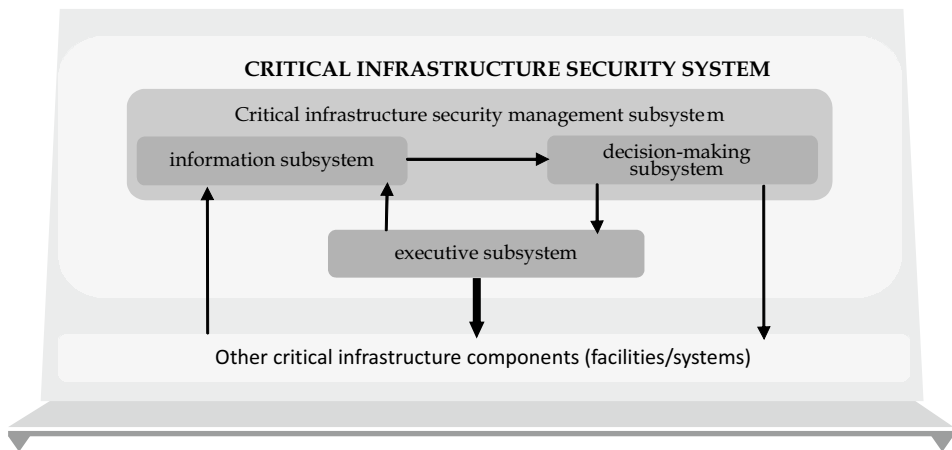 CRITICAL INFRASTRUCTURE SECURITY SYSTEM
Critical infrastructure security management subsystem
information subsystem
decision-making
subsystem
executive subsystem
Other critical infrastructure components (facilities/systems)